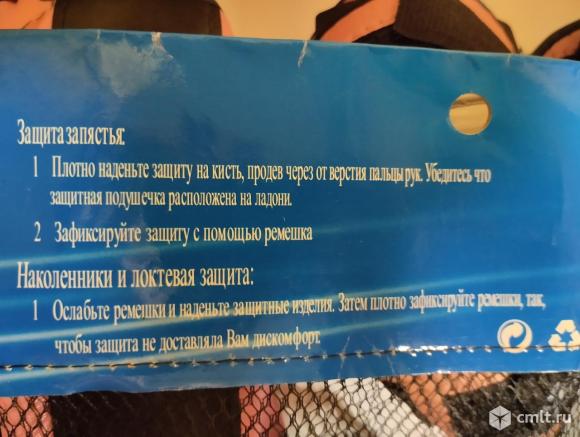 Защита запястья:
1 Плотно наденьте защиту на кисть, продев через от верстия пальцы рук. Убедитесь что
защитная подушечка расположена на ладони.
2 Зафиксируйте защиту с помощью ремешка
Наколенники и локтевая защита:
1 Ослабьте ремешки и наденьте защитные изделия. Затем плотно зафиксируйте ремешки, так,
чтобы защита не доставляла Вам дискомфорт.
cmlt.ru